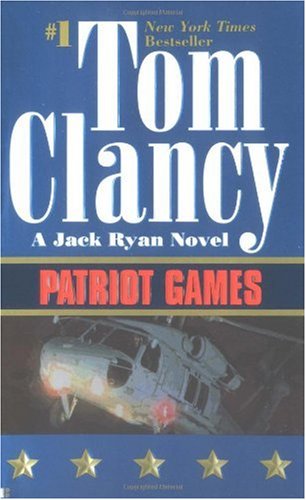 #1
New York Times
Bestseller
Tom
Clancy
A Jack Ryan Novel
PATRIOT GAMES